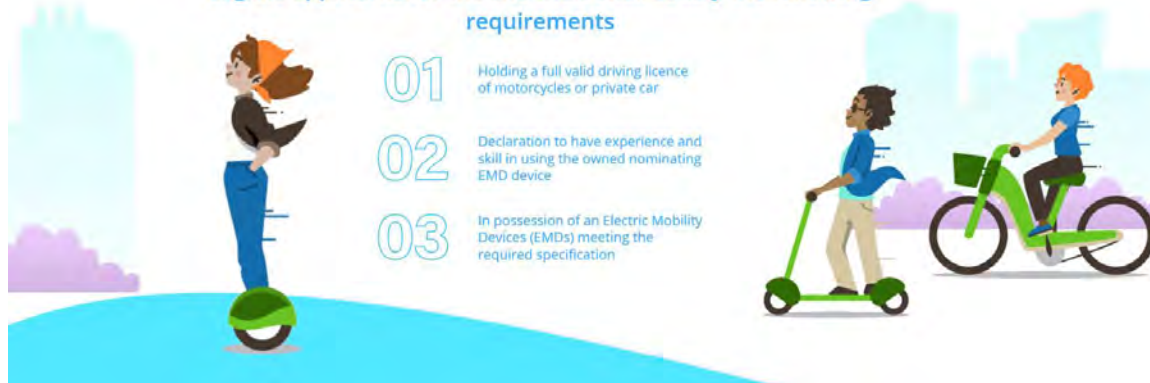 requirements
01
Holding a full valid driving licence
of motorcycles or private car
02
Declaration to have experience and
skill in using the owned nominating
EMD device
03
In possession of an Electric Mobility
Devices (EMDs) meeting the
required specification